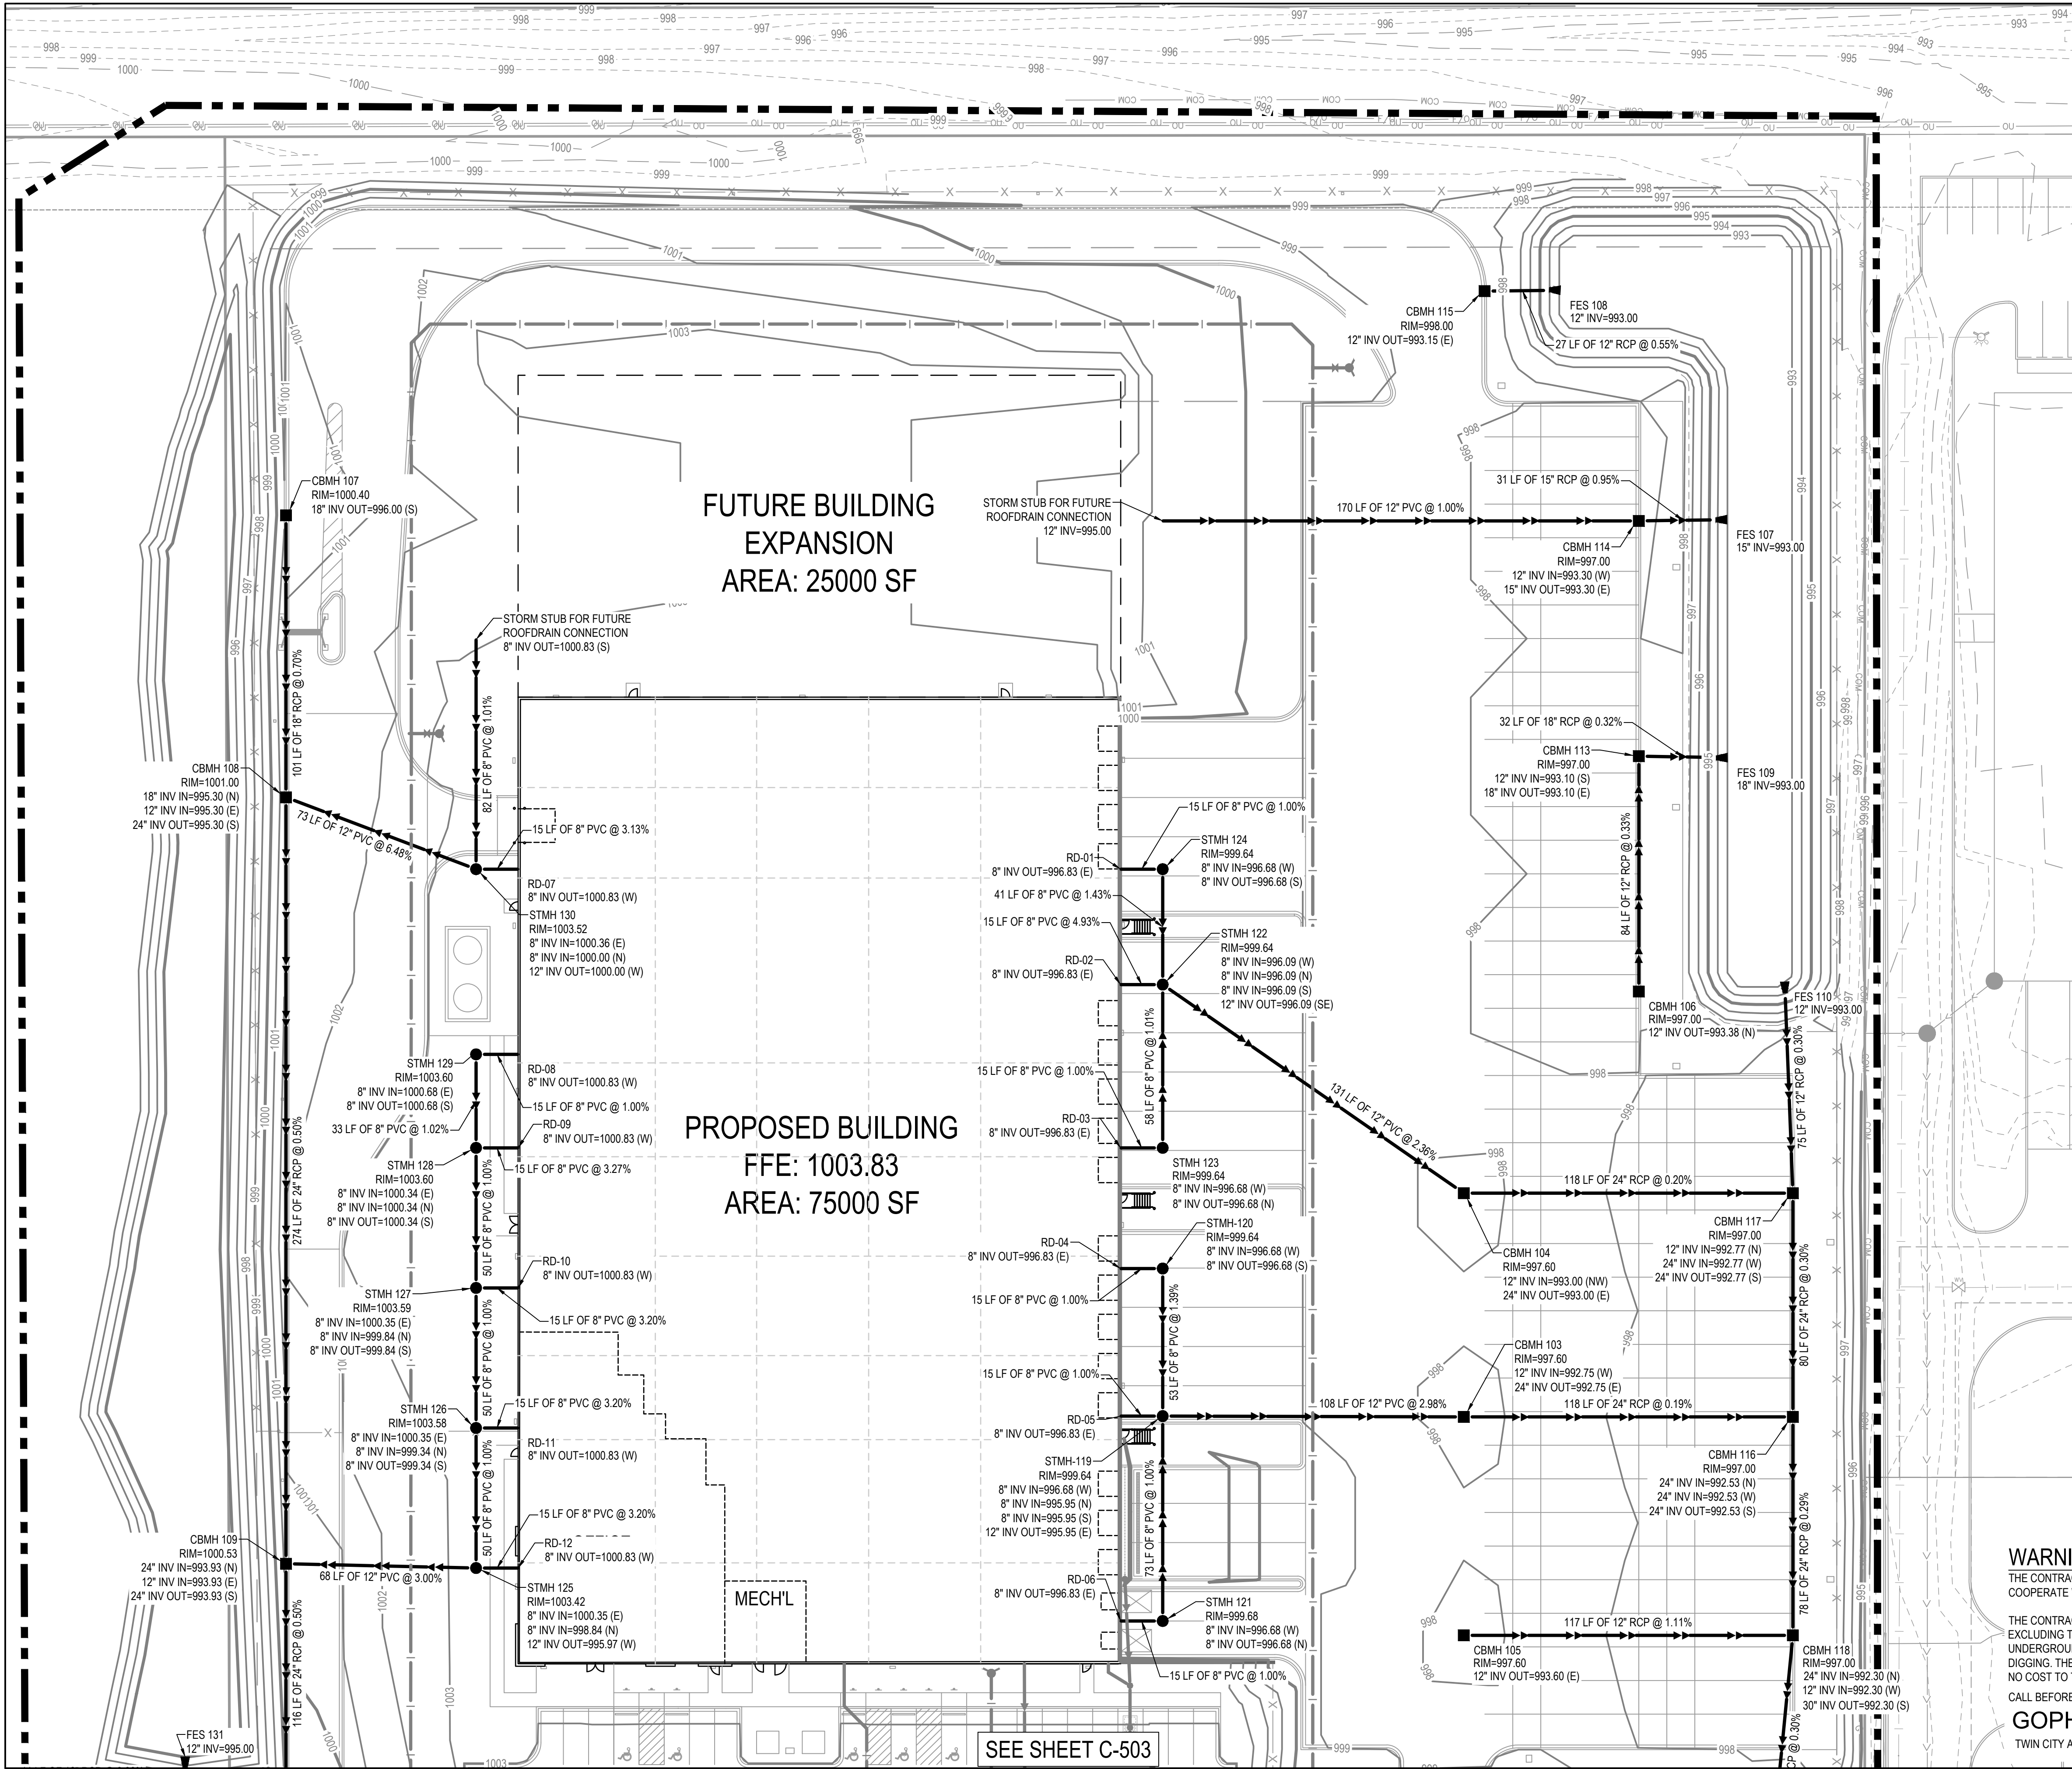 CBMH 107
RIM=1000.40
18" INV OUT=996.00 (S)
101 LF OF 18" RCP @ 0.70%
CBMH 108
RIM=1001.00
18" INV IN=995.30 (N)
12" INV IN=995.30 (E)
24" INV OUT=995.30 (S)
73 LF OF 12" PVC @ 6.48%
274 LF OF 24" RCP @ 0.50%
CBMH 109
RIM=1000.53
24" INV IN=993.93 (N)
12" INV IN=993.93 (E)
24" INV OUT=993.93 (S)
68 LF OF 12" PVC @ 3.00%
116 LF OF 24" RCP @ 0.50%
FES 131
12" INV=995.00
STORM STUB FOR FUTURE
ROOFDRAIN CONNECTION
8" INV OUT=1000.83 (S)
82 LF OF 8" PVC @ 1.01%
15 LF OF 8" PVC @ 3.13%
RD-07
8" INV OUT=1000.83 (W)
STMH 130
RIM=1003.52
8" INV IN=1000.36 (E)
8" INV IN=1000.00 (N)
12" INV OUT=1000.00 (W)
STMH 129
RIM=1003.60
8" INV IN=1000.68 (E)
8" INV OUT=1000.68 (S)
33 LF OF 8" PVC @ 1.02%
RD-08
8" INV OUT=1000.83 (W)
15 LF OF 8" PVC @ 1.00%
RD-09
8" INV OUT=1000.83 (W)
15 LF OF 8" PVC @ 3.27%
STMH 128
RIM=1003.60
8" INV IN=1000.34 (E)
8" INV IN=1000.34 (N)
8" INV OUT=1000.34 (S)
50 LF OF 8" PVC @ 1.00%
RD-10
8" INV OUT=1000.83 (W)
15 LF OF 8" PVC @ 3.20%
STMH 127
RIM=1003.59
8" INV IN=1000.35 (E)
8" INV IN=999.84 (N)
8" INV OUT=999.84 (S)
50 LF OF 8" PVC @ 1.00%
15 LF OF 8" PVC @ 3.20%
STMH 126
RIM=1003.58
8" INV IN=1000.35 (E)
8" INV IN=999.34 (N)
8" INV OUT=999.34 (S)
RD-11
8" INV OUT=1000.83 (W)
50 LF OF 8" PVC @ 1.00%
15 LF OF 8" PVC @ 3.20%
RD-12
8" INV OUT=1000.83 (W)
STMH 125
RIM=1003.42
8" INV IN=1000.35 (E)
8" INV IN=998.84 (N)
12" INV OUT=995.97 (W)
FUTURE BUILDING
EXPANSION
AREA: 25000 SF
PROPOSED BUILDING
FFE: 1003.83
AREA: 75000 SF
MECH'L
SEE SHEET C-503
STORM STUB FOR FUTURE
ROOFDRAIN CONNECTION
12" INV=995.00
170 LF OF 12" PVC @ 1.00%
CBMH 115
RIM=998.00
12" INV OUT=993.15 (E)
FES 108
12" INV=993.00
27 LF OF 12" RCP @ 0.55%
31 LF OF 15" RCP @ 0.95%
CBMH 114
RIM=997.00
12" INV IN=993.30 (W)
15" INV OUT=993.30 (E)
FES 107
15" INV=993.00
32 LF OF 18" RCP @ 0.32%
CBMH 113
RIM=997.00
12" INV IN=993.10 (S)
18" INV OUT=993.10 (E)
FES 109
18" INV=993.00
84 LF OF 12" RCP @ 0.33%
CBMH 106
RIM=997.00
12" INV OUT=993.38 (N)
FES 110
12" INV=993.00
75 LF OF 12" RCP @ 0.30%
15 LF OF 8" PVC @ 1.00%
STMH 124
RIM=999.64
8" INV IN=996.68 (W)
8" INV OUT=996.68 (S)
RD-01
8" INV OUT=996.83 (E)
41 LF OF 8" PVC @ 1.43%
15 LF OF 8" PVC @ 4.93%
STMH 122
RIM=999.64
8" INV IN=996.09 (W)
8" INV IN=996.09 (N)
8" INV IN=996.09 (S)
12" INV OUT=996.09 (SE)
RD-02
8" INV OUT=996.83 (E)
58 LF OF 8" PVC @ 1.01%
15 LF OF 8" PVC @ 1.00%
RD-03
8" INV OUT=996.83 (E)
STMH 123
RIM=999.64
8" INV IN=996.68 (W)
8" INV OUT=996.68 (N)
131 LF OF 12" PVC @ 2.36%
STMH-120
RIM=999.64
8" INV IN=996.68 (W)
8" INV OUT=996.68 (S)
RD-04
8" INV OUT=996.83 (E)
15 LF OF 8" PVC @ 1.00%
53 LF OF 8" PVC @ 1.39%
15 LF OF 8" PVC @ 1.00%
RD-05
8" INV OUT=996.83 (E)
STMH-119
RIM=999.64
8" INV IN=996.68 (W)
8" INV IN=995.95 (N)
8" INV IN=995.95 (S)
12" INV OUT=995.95 (E)
73 LF OF 8" PVC @ 1.00%
RD-06
8" INV OUT=996.83 (E)
STMH 121
RIM=999.68
8" INV IN=996.68 (W)
8" INV OUT=996.68 (N)
15 LF OF 8" PVC @ 1.00%
118 LF OF 24" RCP @ 0.20%
CBMH 104
RIM=997.60
12" INV IN=993.00 (NW)
24" INV OUT=993.00 (E)
CBMH 117
RIM=997.00
12" INV IN=992.77 (N)
24" INV IN=992.77 (W)
24" INV OUT=992.77 (S)
80 LF OF 24" RCP @ 0.30%
CBMH 103
RIM=997.60
12" INV IN=992.75 (W)
24" INV OUT=992.75 (E)
108 LF OF 12" PVC @ 2.98%
118 LF OF 24" RCP @ 0.19%
CBMH 116
RIM=997.00
24" INV IN=992.53 (N)
24" INV IN=992.53 (W)
24" INV OUT=992.53 (S)
78 LF OF 24" RCP @ 0.29%
117 LF OF 12" RCP @ 1.11%
CBMH 105
RIM=997.60
12" INV OUT=993.60 (E)
CBMH 118
RIM=997.00
24" INV IN=992.30 (N)
12" INV IN=992.30 (W)
30" INV OUT=992.30 (S)
CP @ 0.30%
WARNI
THE CONTRA
COOPERATE
THE CONTRA
EXCLUDING T
UNDERGROU
DIGGING. THE
NO COST TO
CALL BEFORE
GOPH
TWIN CITY A